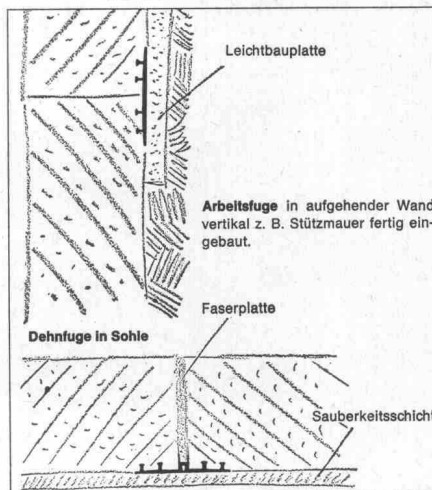 Leichtbauplatte
Arbeitsfuge in aufgehender Wand
vertikal z. B. Stützmauer fertig ein-
gebaut.
Faserplatte
Dehnfuge in Sohle
Sauberkeitsschicht